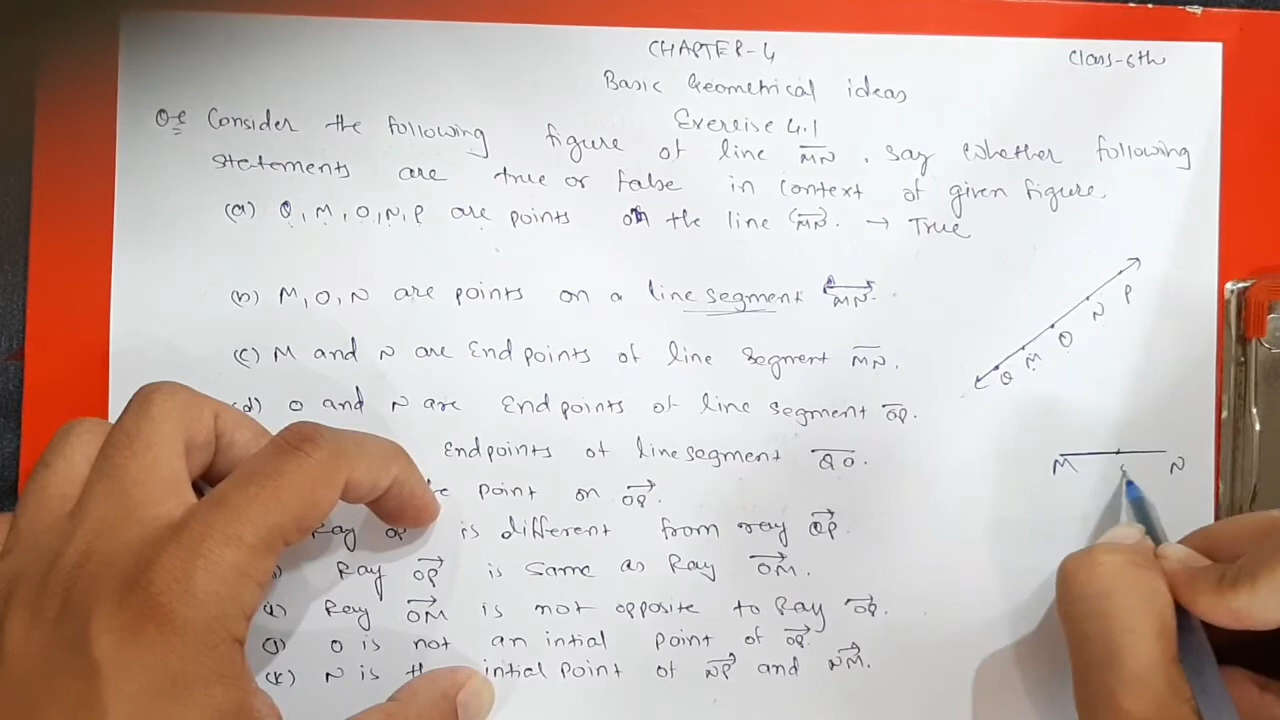 CHAPTER-4
Class-6th
Basic Geometrical ideas
Exercise 4.1
Consider the following figure of line MN. Say whether following
statements are true or false in context of given figure.
(a) Q, M, O, N, P are points on the line MN. → True
(b) M, O, N are points on a line segment MN.
(c) M and N are End points of line segment MN.
(d) O and N are End points of line segment OP.
Endpoints of line segment QO.
point on OP.
Ray OP is different from ray QP.
Ray OP is same as Ray OM.
(i) Ray OM is not opposite to Ray OP.
(j) O is not an intial point of OP.
(k) N is the intial point of NP and NM.
Q M O N P
M N